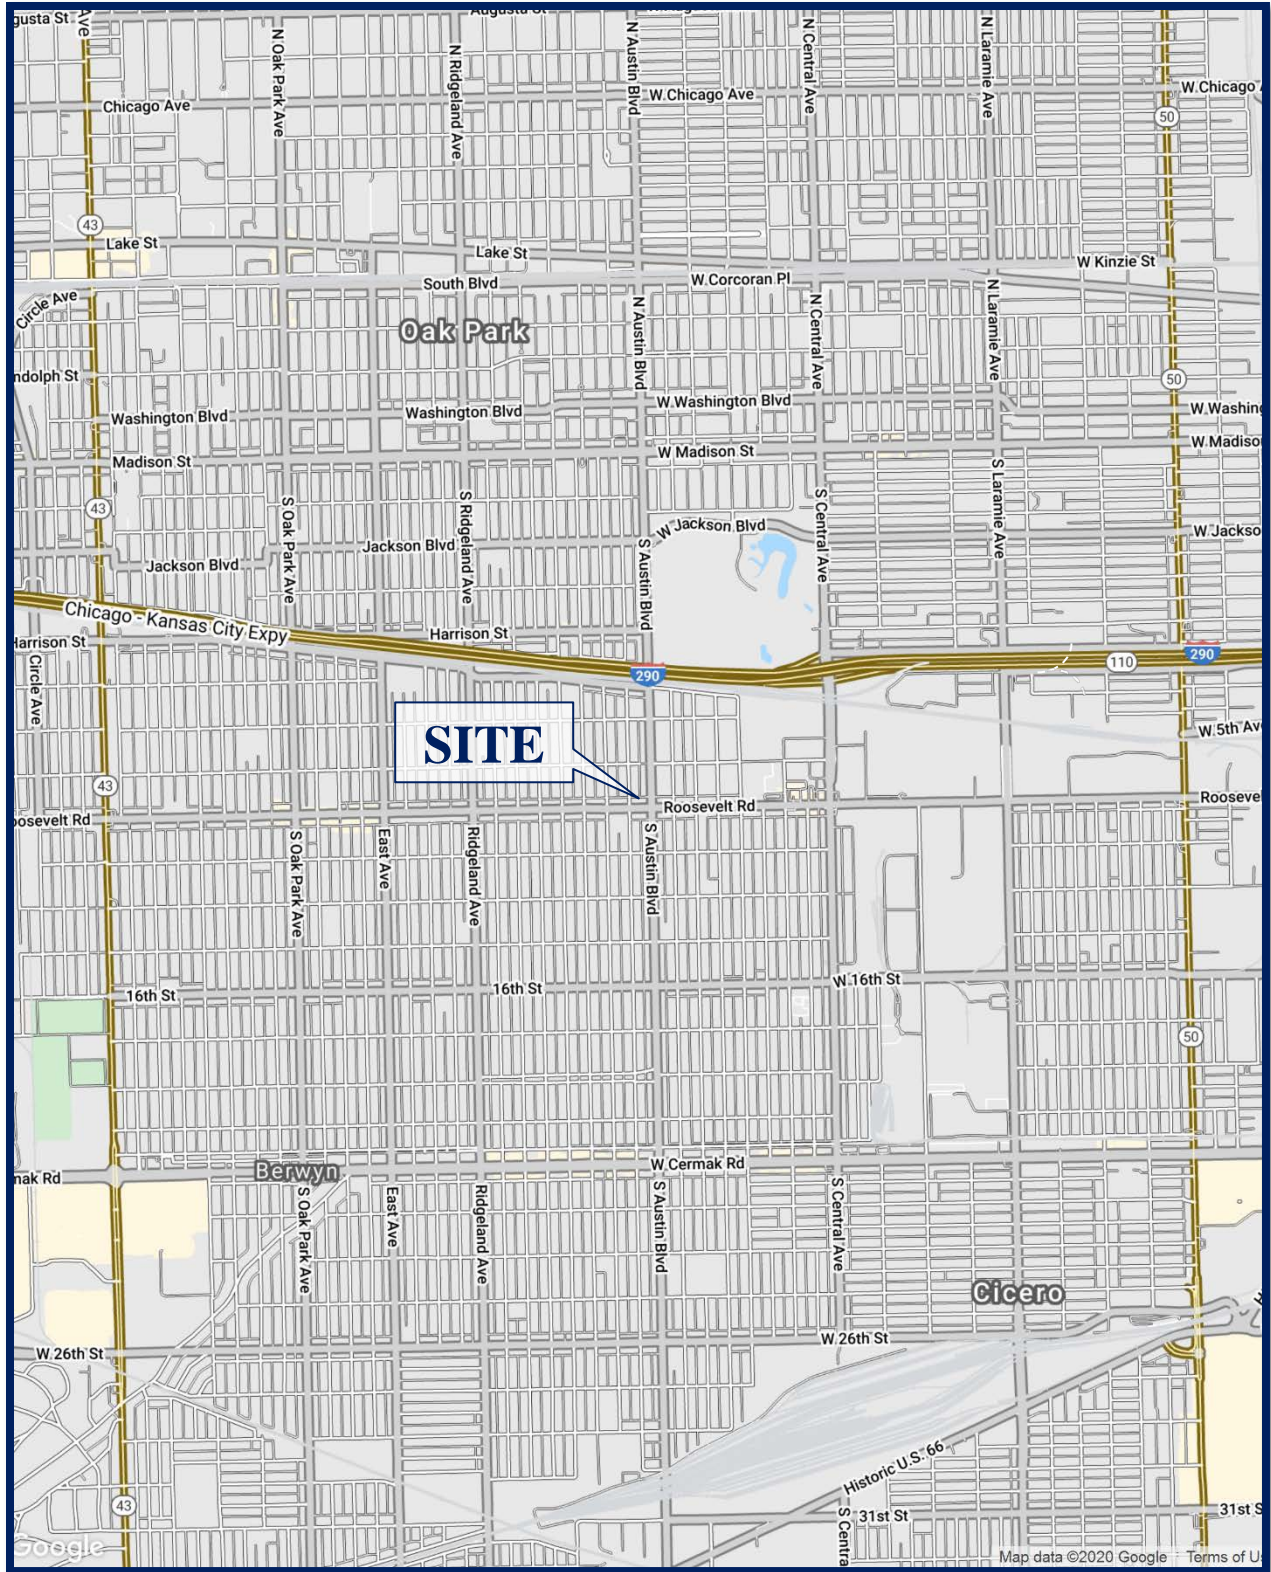 gusta St
Ave
Augusta St
N Oak Park Ave
N Ridgeland Ave
N Austin Blvd
N Central Ave
N Laramie Ave
Chicago Ave
W Chicago Ave
W Chicago
50
43
Lake St
Lake St
W Kinzie St
South Blvd
W Corcoran Pl
Circle Ave
Oak Park
N Austin Blvd
N Central Ave
N Laramie Ave
ndolph St
50
Washington Blvd
Washington Blvd
W Washington Blvd
W Washing
Madison St
W Madison St
W Madiso
43
S Oak Park Ave
S Ridgeland Ave
S Central Ave
S Laramie Ave
Jackson Blvd
Jackson Blvd
W Jackson Blvd
W Jackso
S Austin Blvd
Chicago - Kansas City Expy
Harrison St
Harrison St
290
110
290
Circle Ave
W 5th Av
SITE
43
oosevelt Rd
Roosevelt Rd
Roosevel
S Oak Park Ave
East Ave
Ridgeland Ave
S Austin Blvd
16th St
16th St
W 16th St
50
Berwyn
mak Rd
W Cermak Rd
S Oak Park Ave
East Ave
Ridgeland Ave
S Austin Blvd
S Central Ave
Cicero
W 26th St
W 26th St
Historic U.S. 66
43
31st St
31st S
S Centra
Google
Map data ©2020 Google
Terms of Us